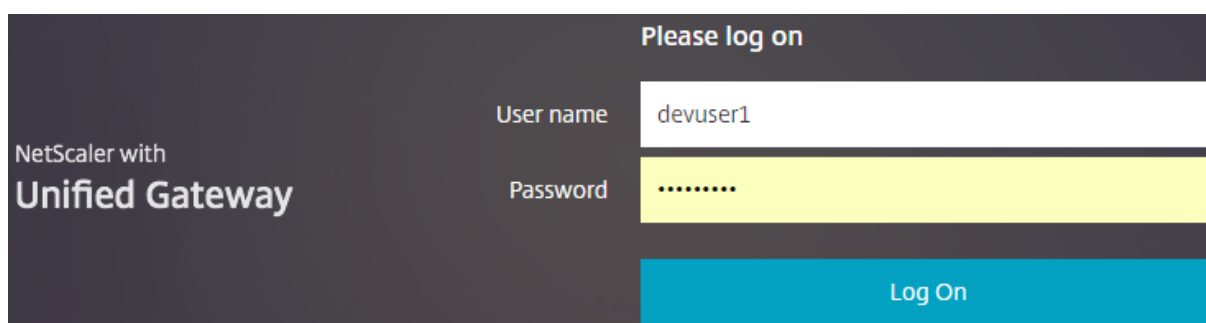 Please log on
User name
devuser1
NetScaler with
Unified Gateway
Password
•••••••••
Log On